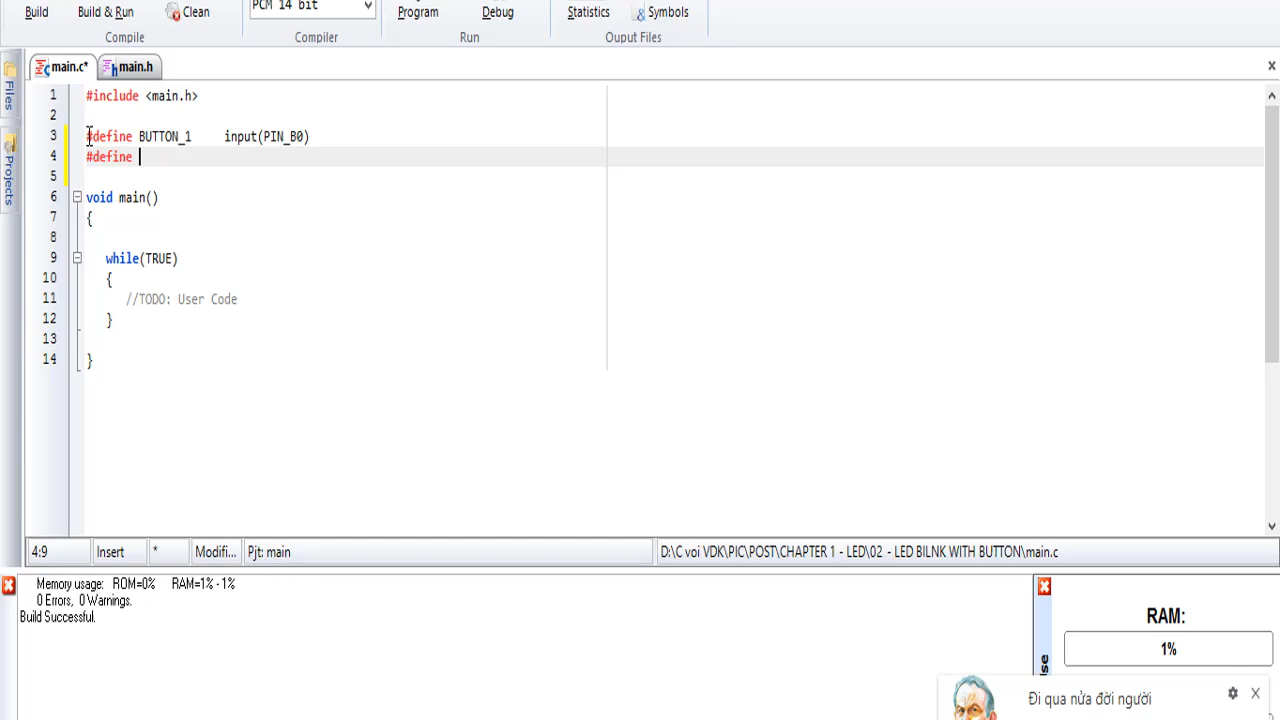 Build
Build & Run
Clean
PCM 14 bit
Program
Debug
Statistics
Symbols
Compile
Compiler
Run
Ouput Files
main.c*
main.h
Files
Projects
1 #include <main.h>
2
3 #define BUTTON_1     input(PIN_B0)
4 #define
5
6 void main()
7 {
8
9 while(TRUE)
10 {
11 //TODO: User Code
12 }
13
14 }
4:9 Insert * Modifi... Pjt: main D:\C voi VDK\PIC\POST\CHAPTER 1 - LED\02 - LED BILNK WITH BUTTON\main.c
Memory usage: ROM=0% RAM=1% - 1%
0 Errors, 0 Warnings.
Build Successful.
RAM:
1%
Đi qua nửa đời người